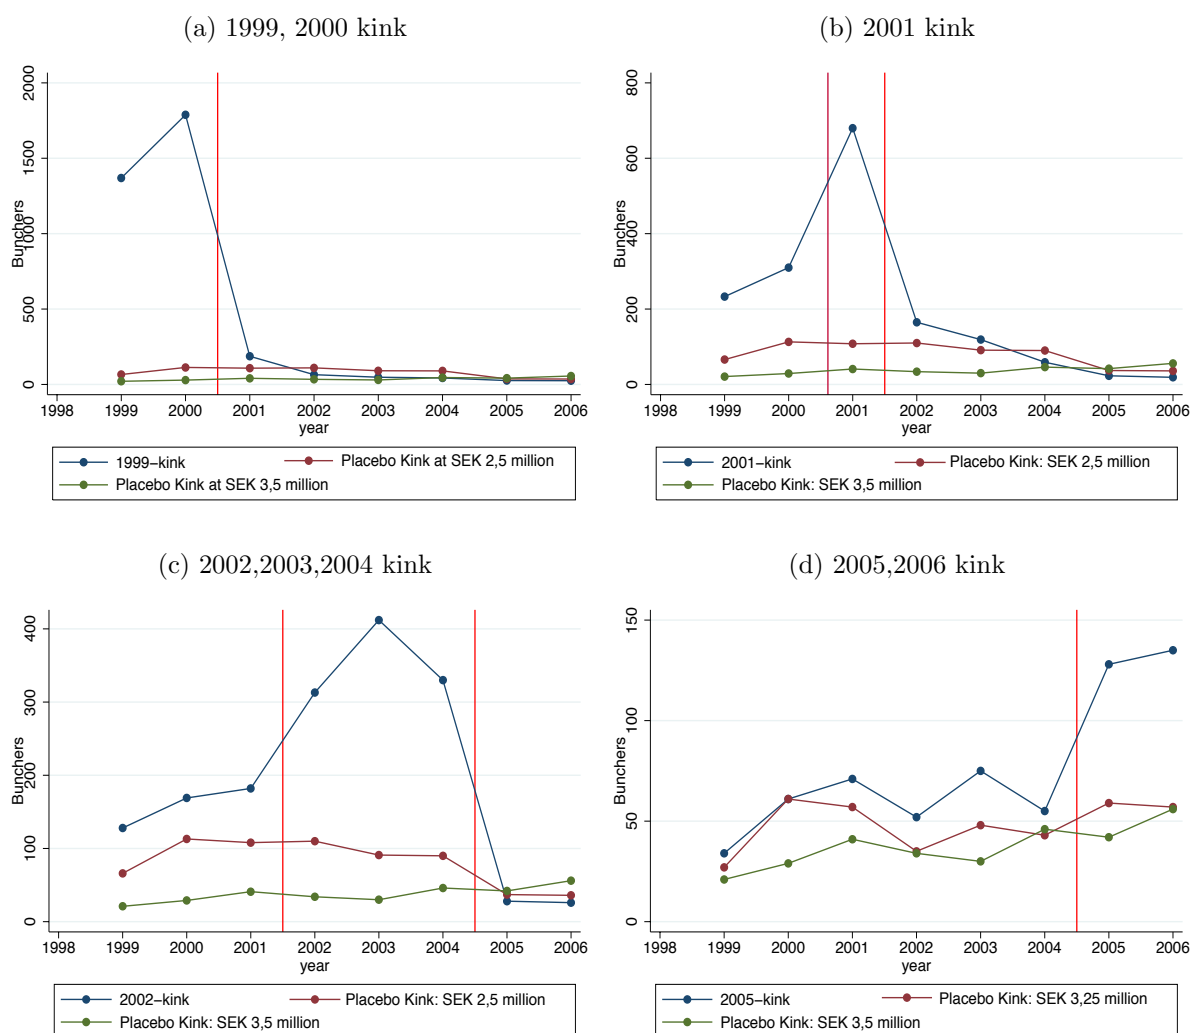 (a) 1999, 2000 kink
Bunchers
2000
1500
1000
500
0
1998 1999 2000 2001 2002 2003 2004 2005 2006
year
1999−kink Placebo Kink at SEK 2,5 million
Placebo Kink at SEK 3,5 million
(b) 2001 kink
Bunchers
800
600
400
200
0
1998 1999 2000 2001 2002 2003 2004 2005 2006
year
2001−kink Placebo Kink: SEK 2,5 million
Placebo Kink: SEK 3,5 million
(c) 2002,2003,2004 kink
Bunchers
400
300
200
100
0
1998 1999 2000 2001 2002 2003 2004 2005 2006
year
2002−kink Placebo Kink: SEK 2,5 million
Placebo Kink: SEK 3,5 million
(d) 2005,2006 kink
Bunchers
150
100
50
0
1998 1999 2000 2001 2002 2003 2004 2005 2006
year
2005−kink Placebo Kink: SEK 3,25 million
Placebo Kink: SEK 3,5 million